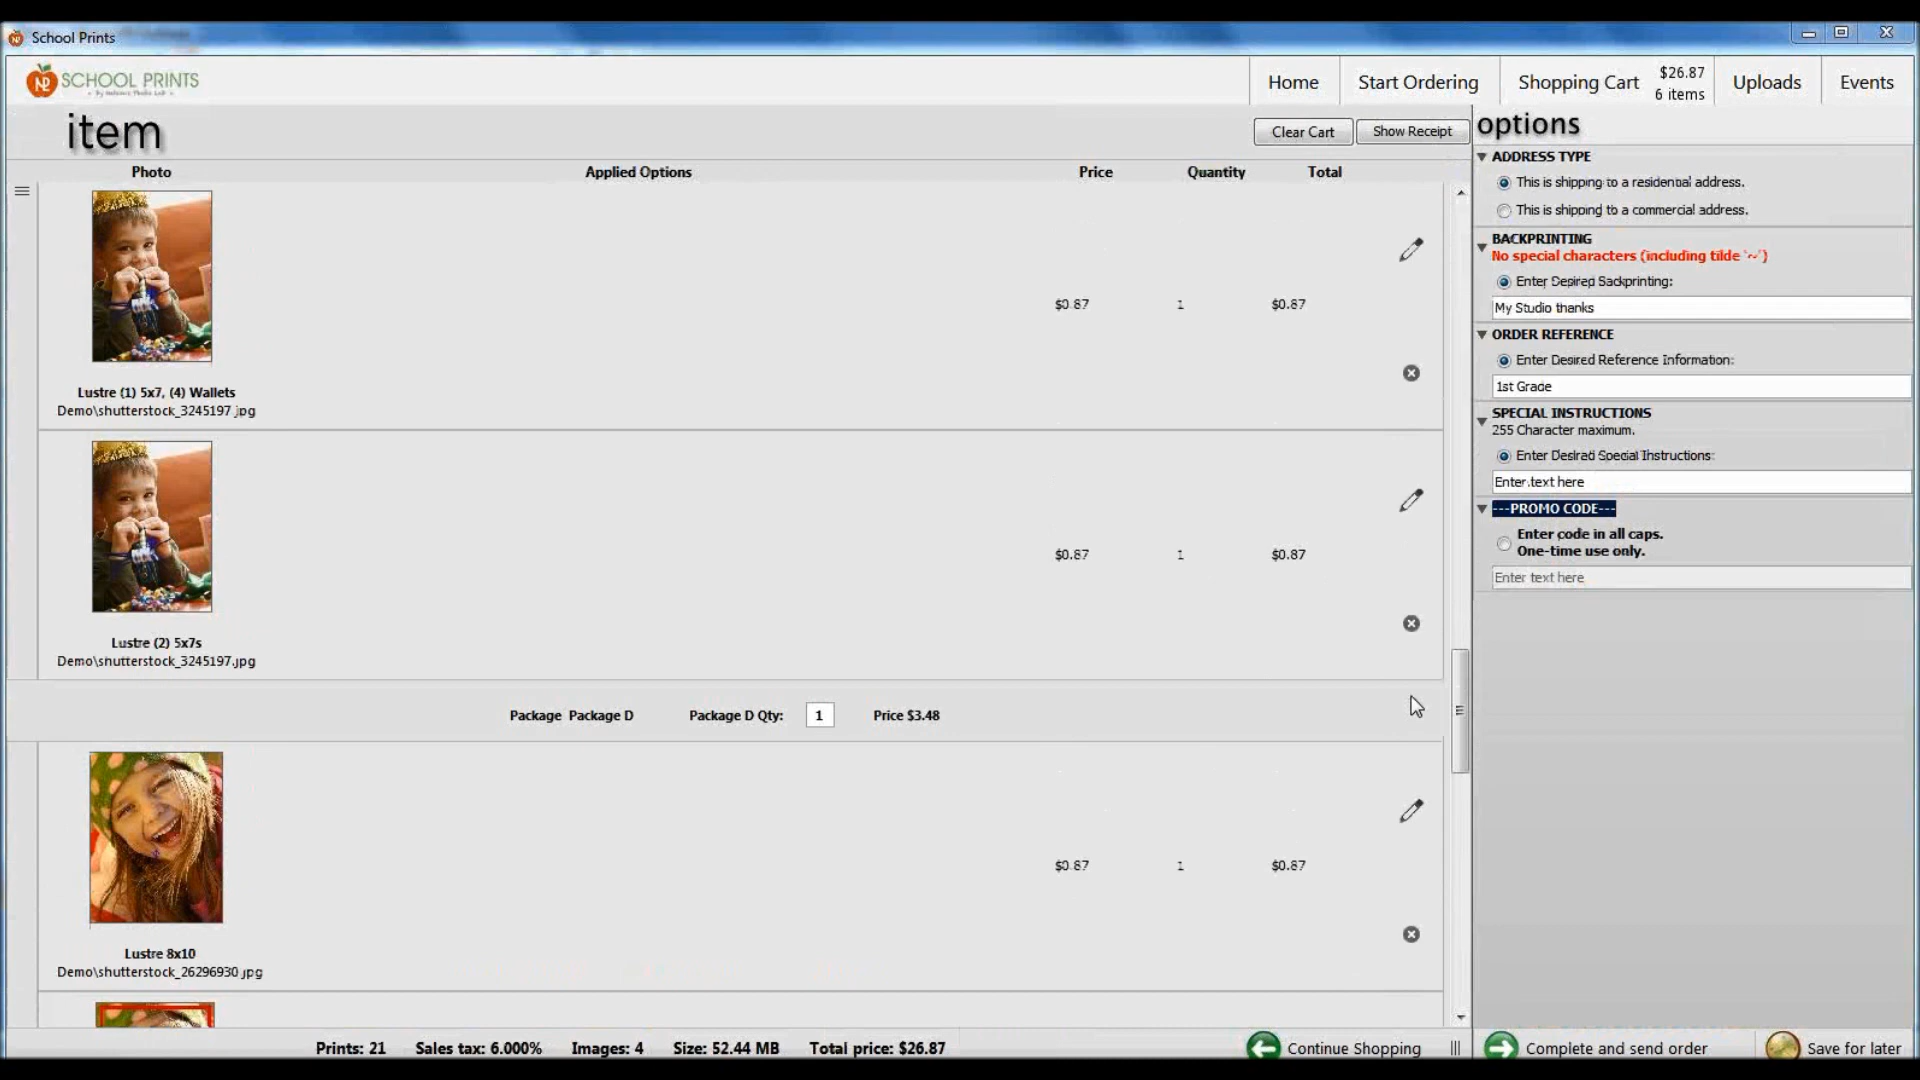 School Prints
SCHOOL PRINTS
Home
Start Ordering
Shopping Cart
$26.87
6 items
Uploads
Events
item
Clear Cart
Show Receipt
options
Photo
Applied Options
Price
Quantity
Total
ADDRESS TYPE
This is shipping to a residential address.
This is shipping to a commercial address.
BACKPRINTING
No special characters (including tilde '~')
Enter Desired Backprinting:
My Studio thanks
ORDER REFERENCE
Enter Desired Reference Information:
1st Grade
SPECIAL INSTRUCTIONS
255 Character maximum.
Enter Desired Special Instructions:
Enter text here
---PROMO CODE---
Enter code in all caps.
One-time use only.
Enter text here
$0.87
1
$0.87
Lustre (1) 5x7, (4) Wallets
Demo\shutterstock_3245197.jpg
$0.87
1
$0.87
Lustre (2) 5x7s
Demo\shutterstock_3245197.jpg
Package Package D
Package D Qty:
1
Price $3.48
$0.87
1
$0.87
Lustre 8x10
Demo\shutterstock_26296930.jpg
Prints: 21
Sales tax: 6.000%
Images: 4
Size: 52.44 MB
Total price: $26.87
Continue Shopping
Complete and send order
Save for later